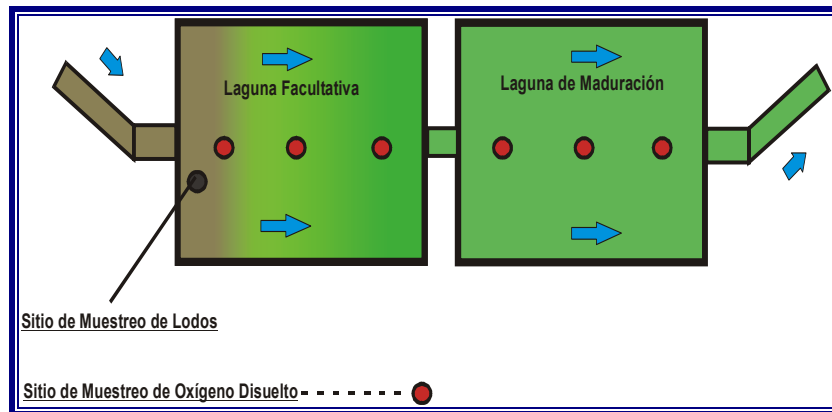 Laguna Facultativa
Laguna de Maduración
Sitio de Muestreo de Lodos
Sitio de Muestreo de Oxígeno Disuelto